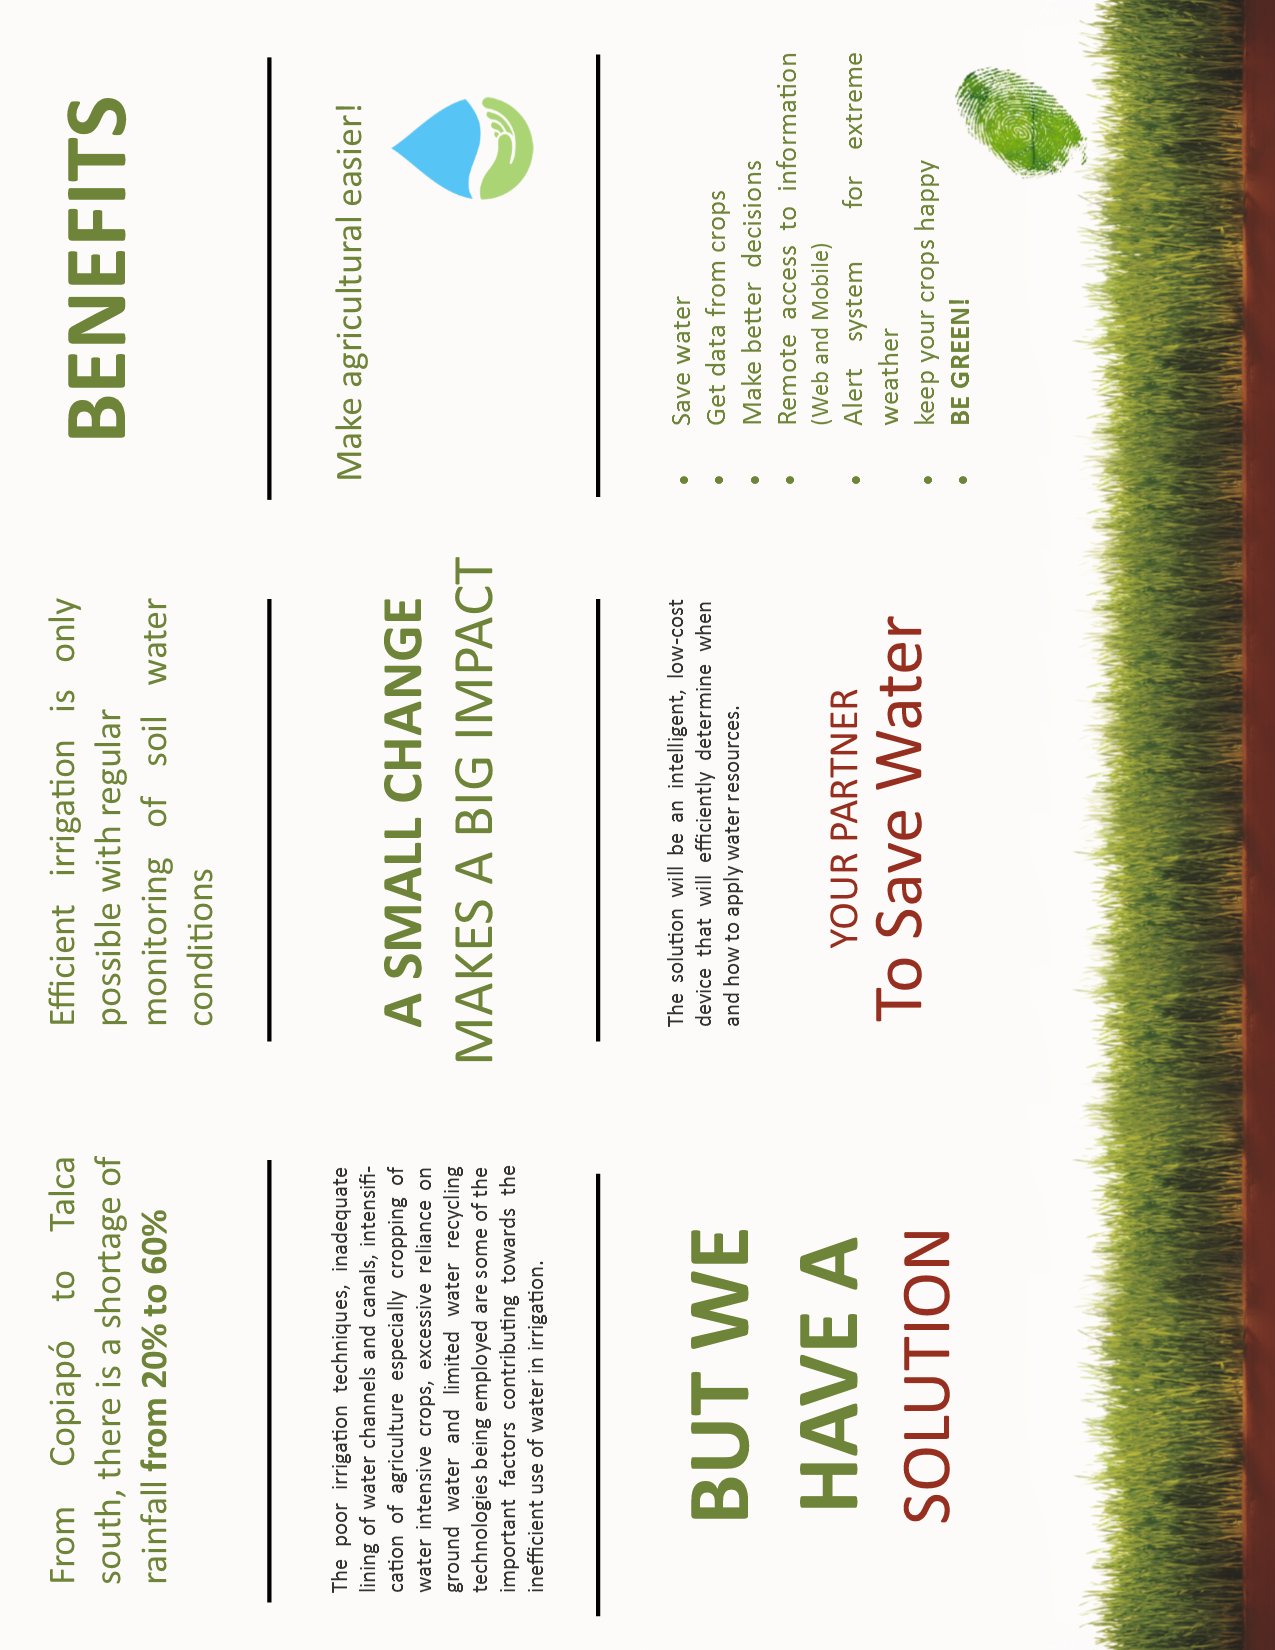 From Copiapó to Talca
south, there is a shortage of
rainfall from 20% to 60%
The poor irrigation techniques, inadequate
lining of water channels and canals, intensifi-
cation of agriculture especially cropping of
water intensive crops, excessive reliance on
ground water and limited water recycling
technologies being employed are some of the
important factors contributing towards the
inefficient use of water in irrigation.
BUT WE
HAVE A
SOLUTION
Efficient irrigation is only
possible with regular
monitoring of soil water
conditions
A SMALL CHANGE
MAKES A BIG IMPACT
The solution will be an intelligent, low-cost
device that will efficiently determine when
and how to apply water resources.
YOUR PARTNER
To Save Water
BENEFITS
Make agricultural easier!
• Save water
• Get data from crops
• Make better decisions
• Remote access to information
(Web and Mobile)
• Alert system for extreme
weather
• keep your crops happy
• BE GREEN!